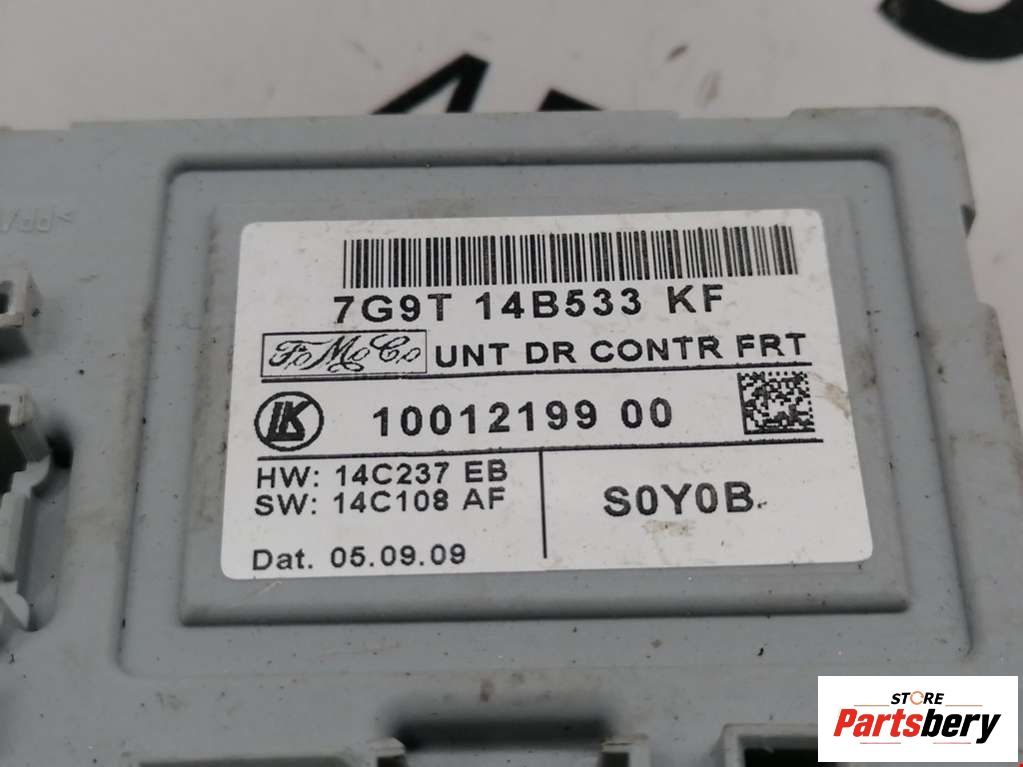 7G9T 14B533 KF
FoMoCo UNT DR CONTR FRT
LK 10012199 00
HW: 14C237 EB
SW: 14C108 AF
S0Y0B
Dat. 05.09.09
STORE
Partsbery